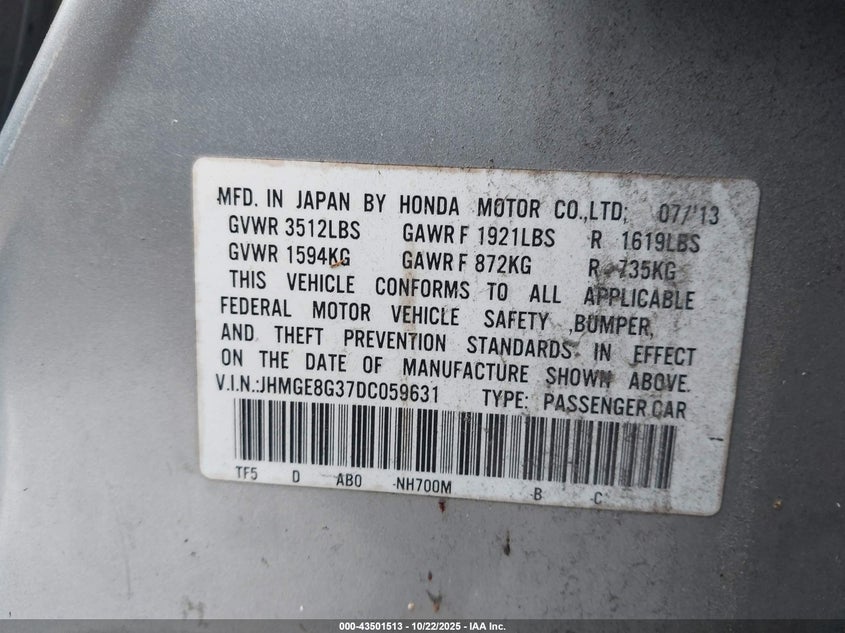 MFD. IN JAPAN BY HONDA MOTOR CO.,LTD; 07/'13
GVWR 3512LBS GAWR F 1921LBS R 1619LBS
GVWR 1594KG GAWR F 872KG R 735KG
THIS VEHICLE CONFORMS TO ALL APPLICABLE
FEDERAL MOTOR VEHICLE SAFETY ,BUMPER,
AND THEFT PREVENTION STANDARDS IN EFFECT
ON THE DATE OF MANUFACTURE SHOWN ABOVE.
V.I.N.:JHMGE8G37DC059631 TYPE: PASSENGER CAR
TF5 D AB0 -NH700M -B -C
000-43501513 - 10/22/2025 - IAA Inc.